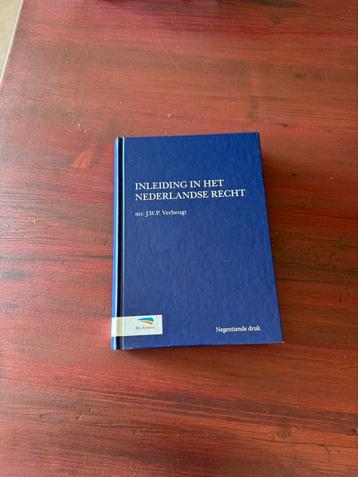 INLEIDING IN HET
NEDERLANDSE RECHT
mr. J.W.P. Verheugt
Negentiende druk